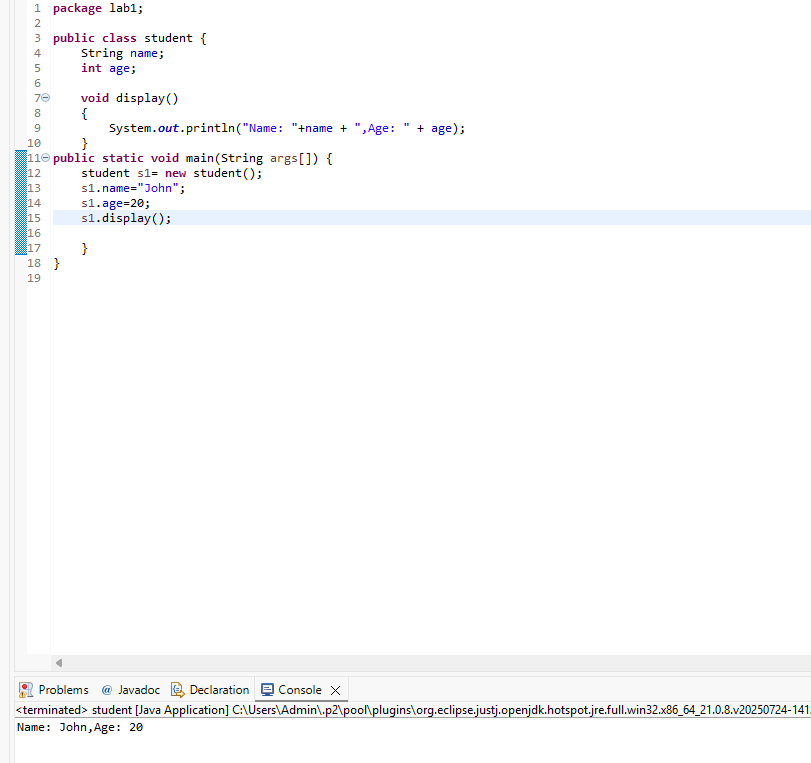 1 package lab1;
2
3 public class student {
4     String name;
5     int age;
6
7     void display()
8     {
9         System.out.println("Name: "+name + ",Age: " + age);
10     }
11 public static void main(String args[]) {
12     student s1= new student();
13     s1.name="John";
14     s1.age=20;
15     s1.display();
16
17     }
18 }
19
Problems @ Javadoc Declaration Console
<terminated> student [Java Application] C:\Users\Admin\.p2\pool\plugins\org.eclipse.justj.openjdk.hotspot.jre.full.win32.x86_64_21.0.8.v20250724-141
Name: John,Age: 20